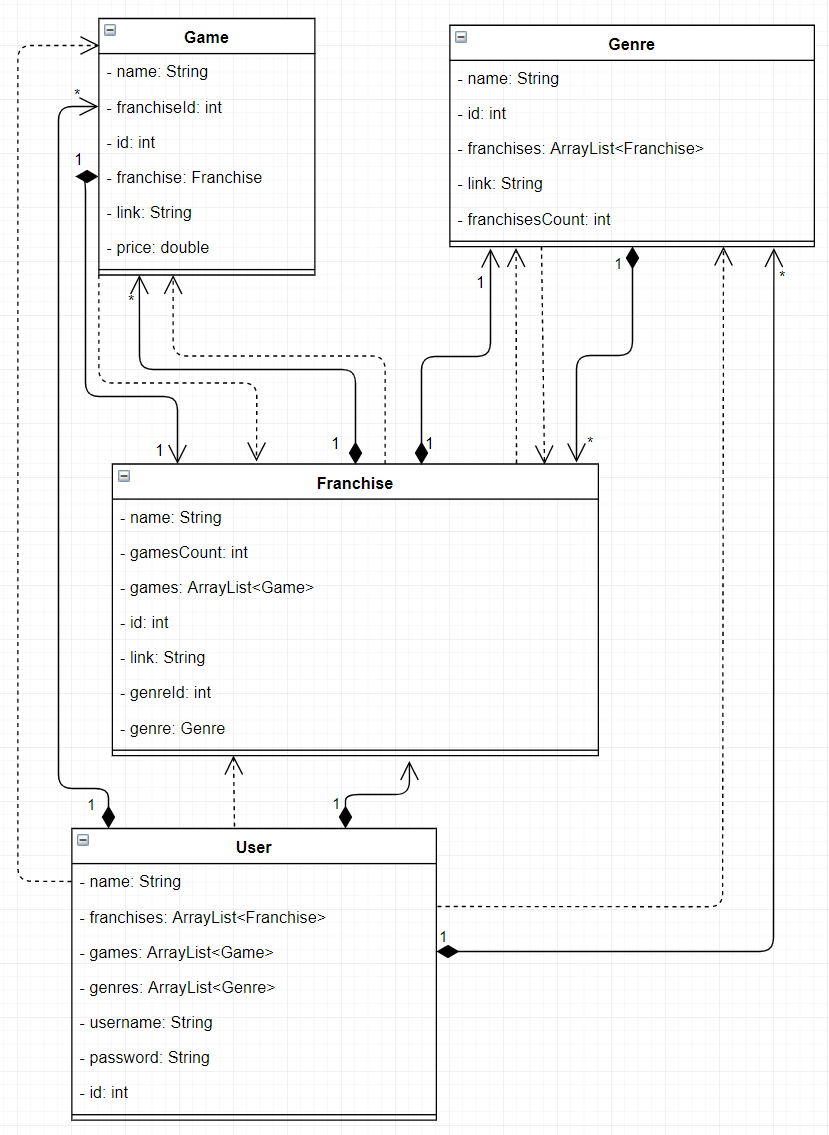 Game
- name: String
- franchiseId: int
- id: int
- franchise: Franchise
- link: String
- price: double
*
1
*
1
1
1
Genre
- name: String
- id: int
- franchises: ArrayList<Franchise>
- link: String
- franchisesCount: int
1
1
*
*
1
Franchise
- name: String
- gamesCount: int
- games: ArrayList<Game>
- id: int
- link: String
- genreId: int
- genre: Genre
1
1
User
- name: String
- franchises: ArrayList<Franchise>
- games: ArrayList<Game>
- genres: ArrayList<Genre>
- username: String
- password: String
- id: int